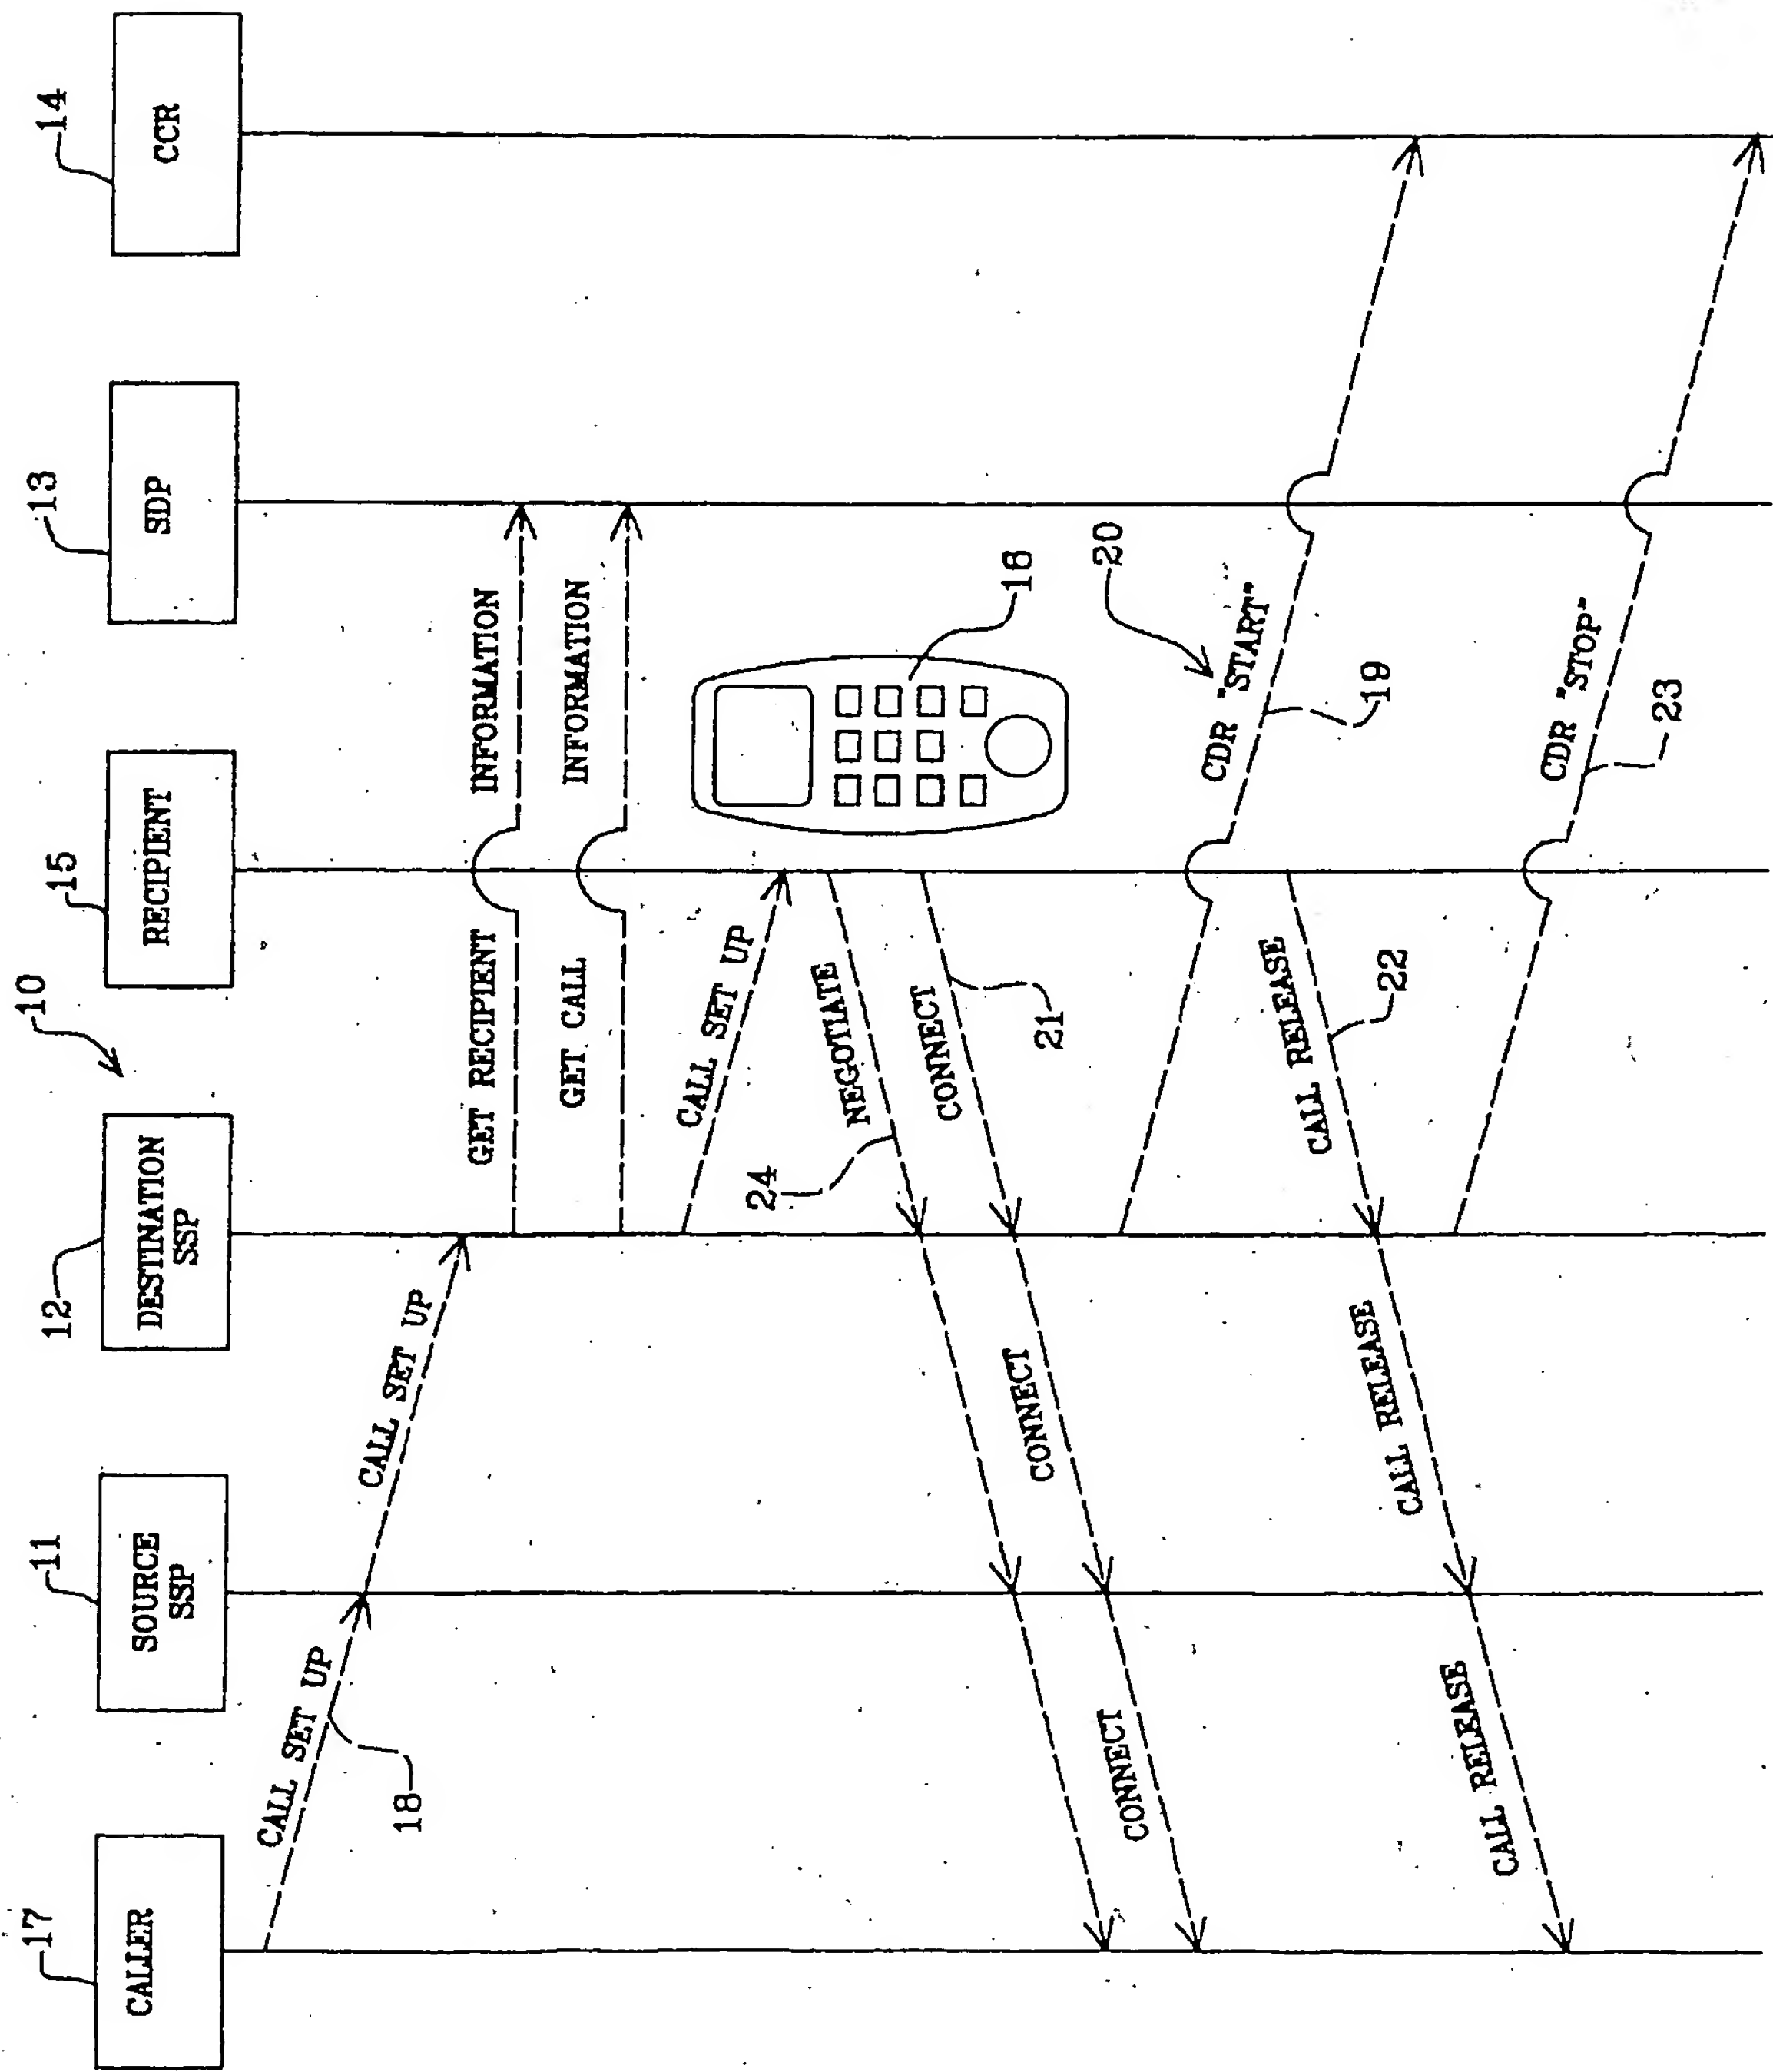 10
17
11
12
15
13
14
CALLER
SOURCE
SSP
DESTINATION
SSP
RECIPIENT
SDP
CCR
CALL SET UP
18
CALL SET UP
GET RECIPIENT INFORMATION
GET CALL INFORMATION
CALL SET UP
16
NEGOTIATE
24
CONNECT
21
CONNECT
CONNECT
20
CDR "START"
19
CALL RELEASE
22
CALL RELEASE
CALL RELEASE
CDR "STOP"
23